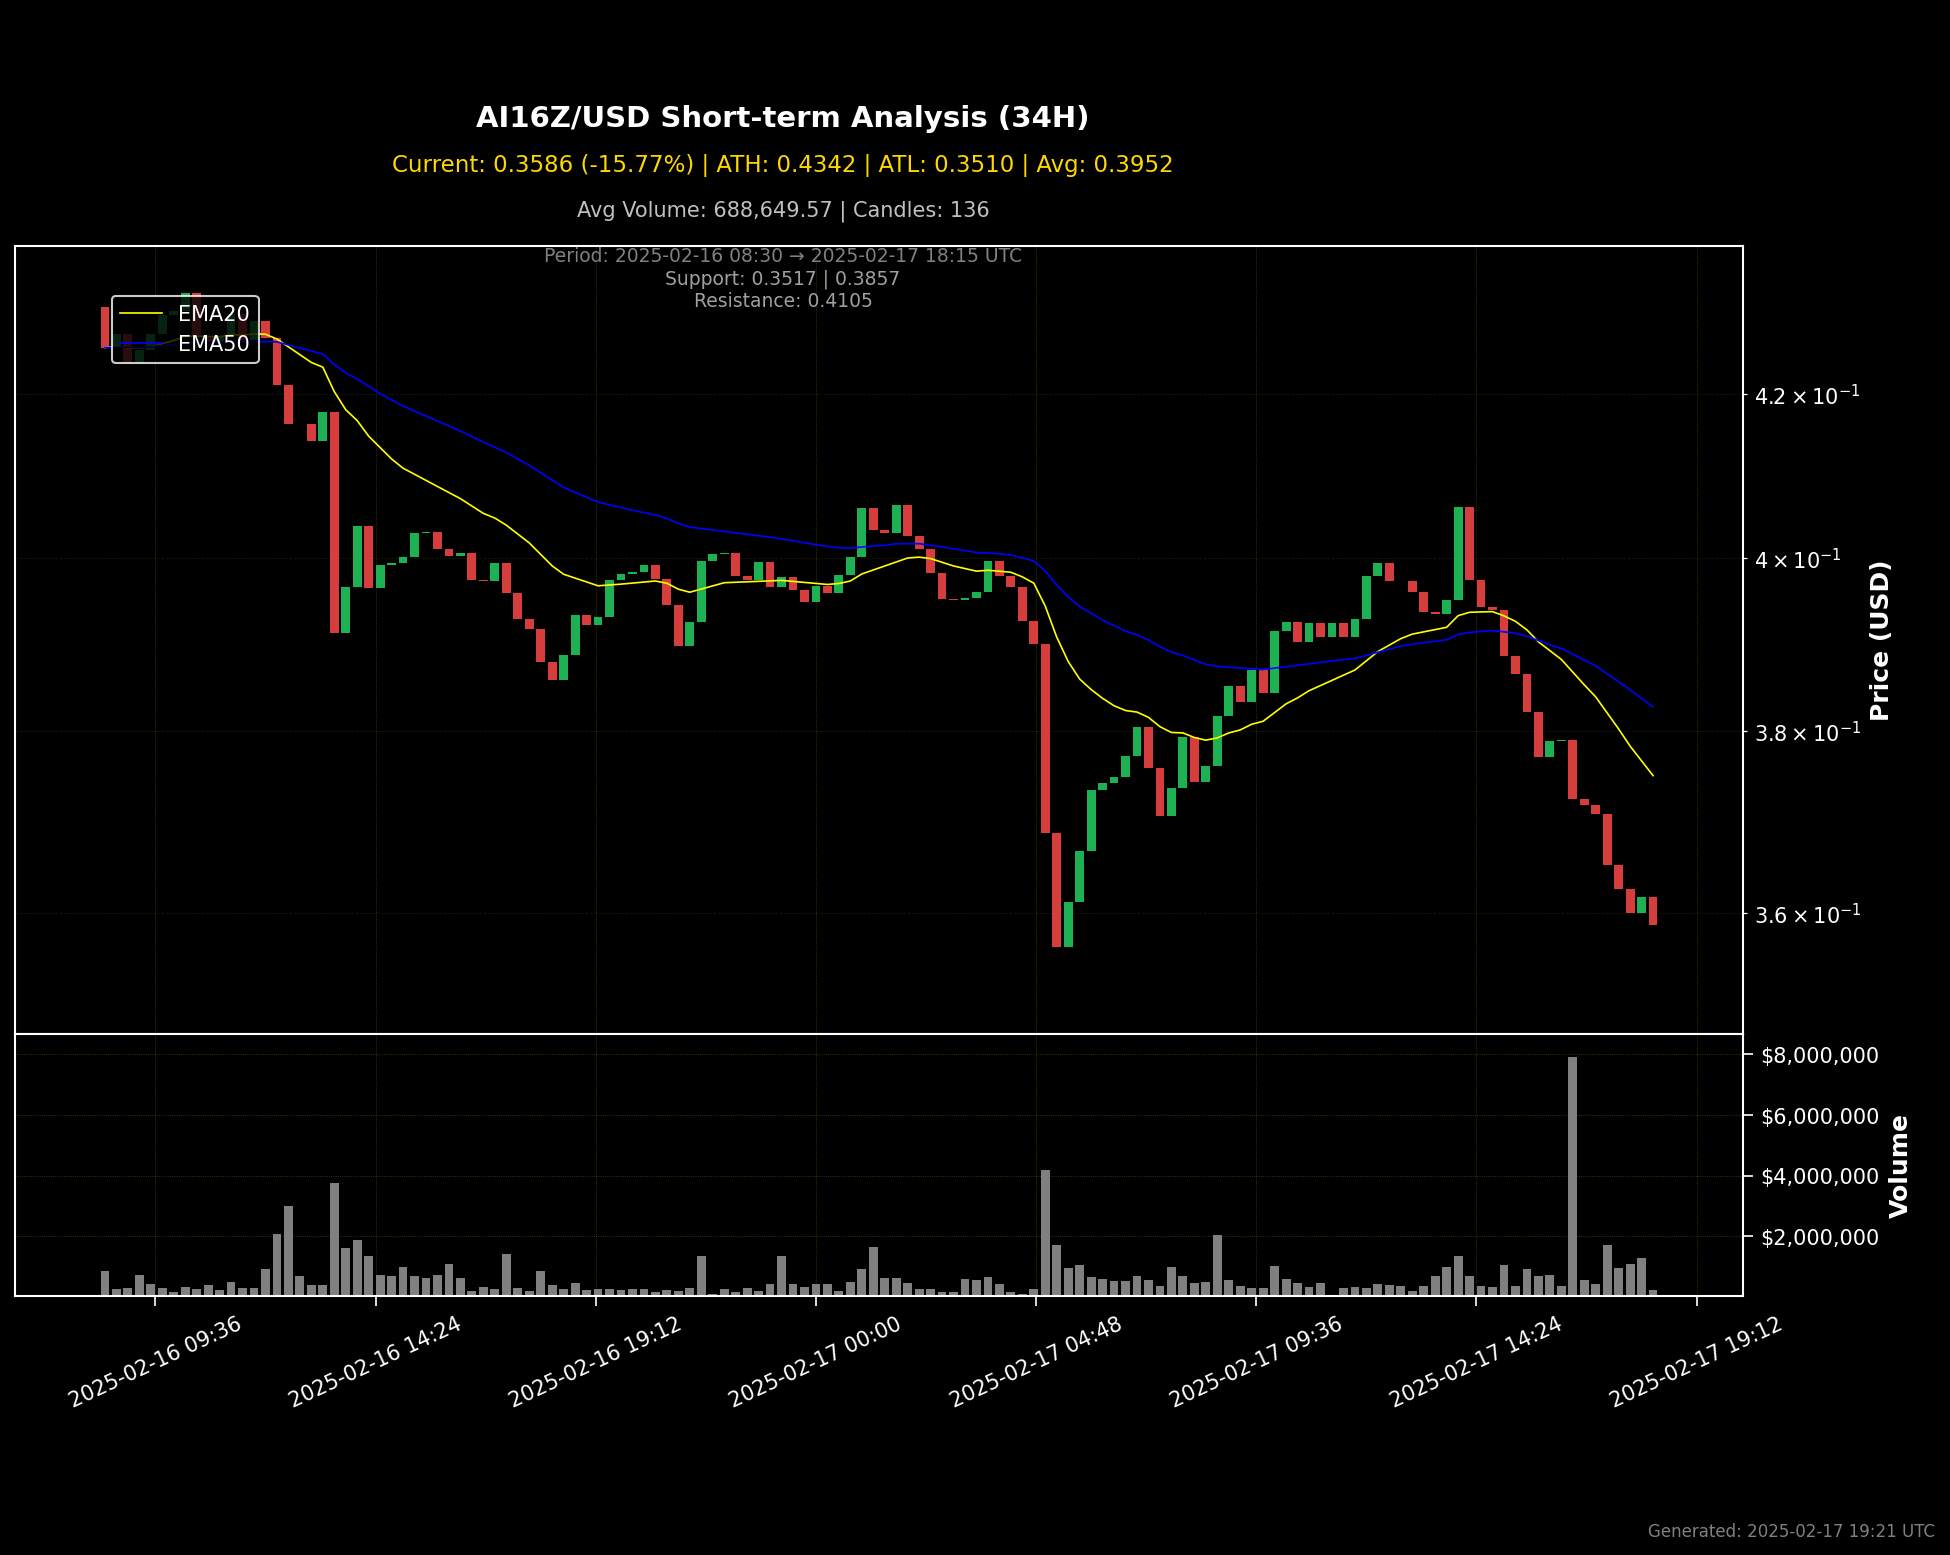 AI16Z/USD Short-term Analysis (34H)
Current: 0.3586 (-15.77%) | ATH: 0.4342 | ATL: 0.3510 | Avg: 0.3952
Avg Volume: 688,649.57 | Candles: 136
Period: 2025-02-16 08:30 → 2025-02-17 18:15 UTC
Support: 0.3517 | 0.3857
Resistance: 0.4105
EMA20
EMA50
4.2 × 10⁻¹
4 × 10⁻¹
3.8 × 10⁻¹
3.6 × 10⁻¹
Price (USD)
$8,000,000
$6,000,000
$4,000,000
$2,000,000
Volume
2025-02-16 09:36
2025-02-16 14:24
2025-02-16 19:12
2025-02-17 00:00
2025-02-17 04:48
2025-02-17 09:36
2025-02-17 14:24
2025-02-17 19:12
Generated: 2025-02-17 19:21 UTC